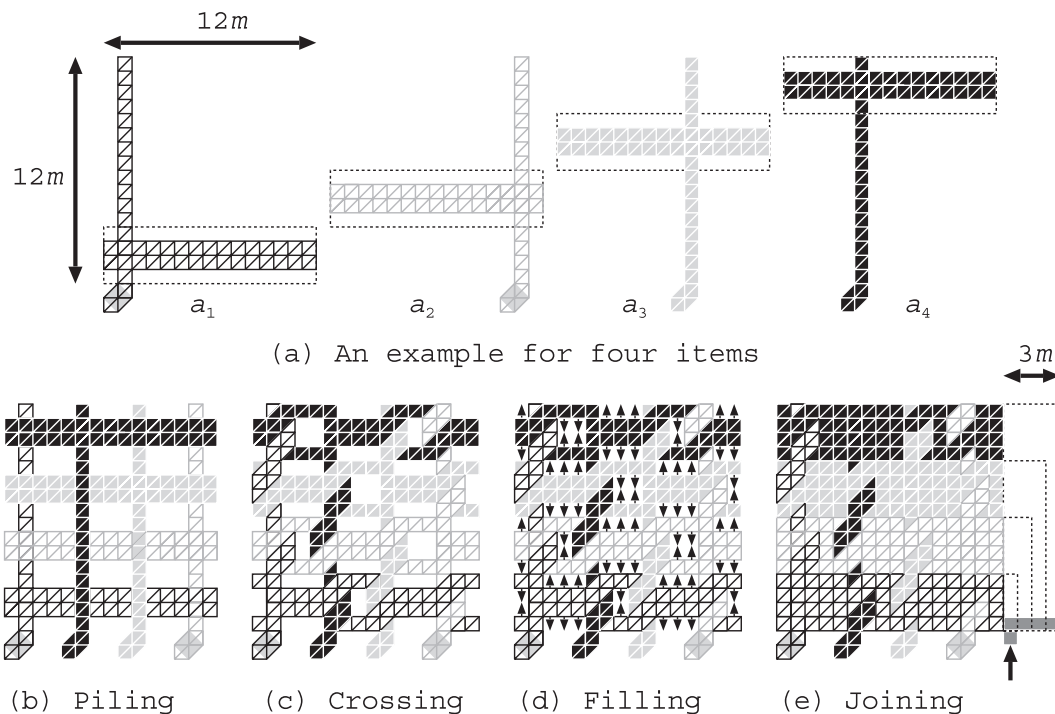 12m
12m
a1 a2 a3 a4
(a) An example for four items
3m
(b) Piling (c) Crossing (d) Filling (e) Joining